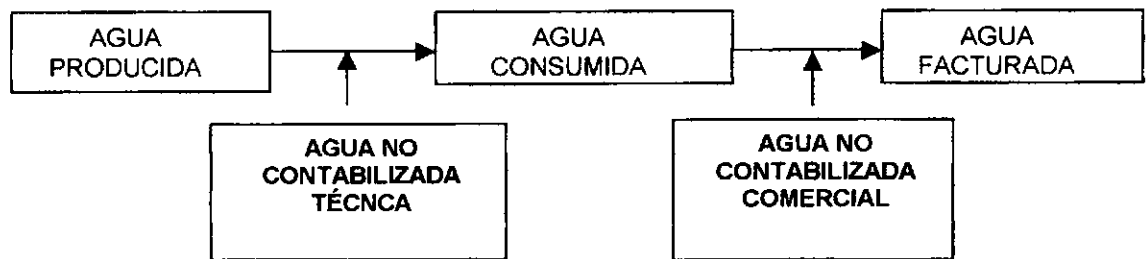 AGUA
PRODUCIDA
AGUA
CONSUMIDA
AGUA
FACTURADA
AGUA NO
CONTABILIZADA
TÉCNCA
AGUA NO
CONTABILIZADA
COMERCIAL